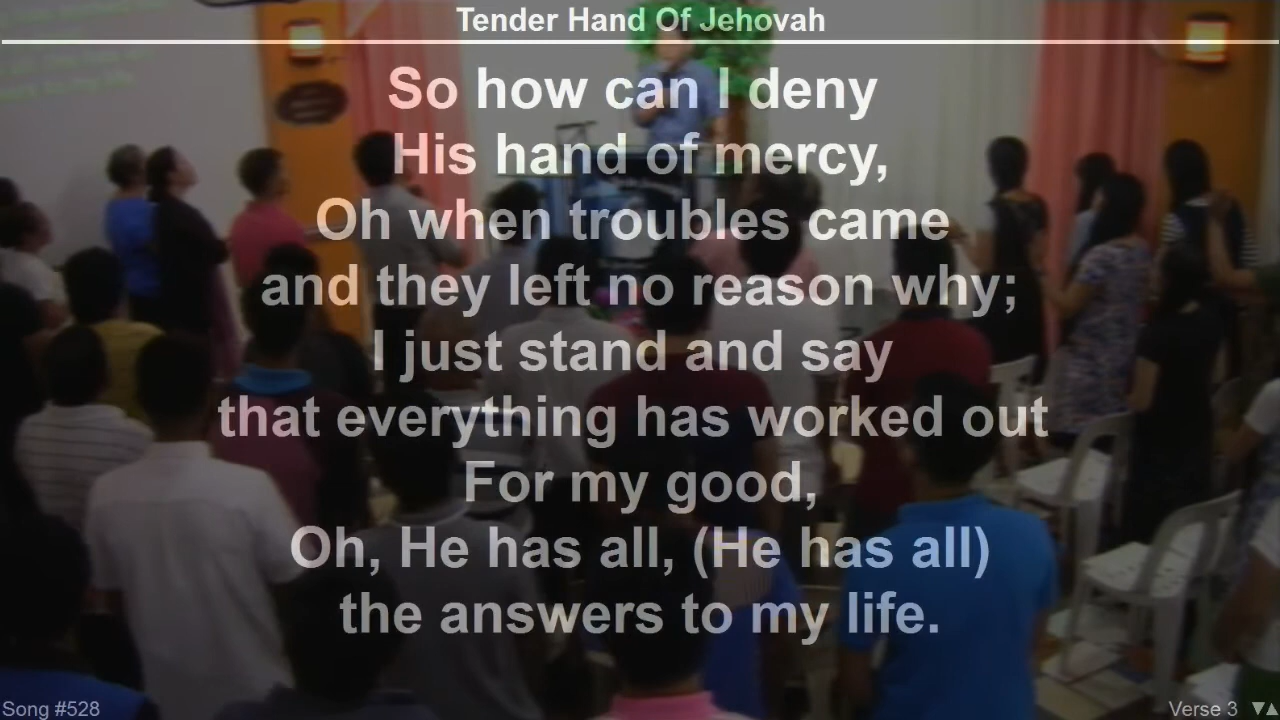 Tender Hand Of Jehovah
So how can I deny
His hand of mercy,
Oh when troubles came
and they left no reason why;
I just stand and say
that everything has worked out
For my good,
Oh, He has all, (He has all)
the answers to my life.
Song #528
Verse 3 ▼▲